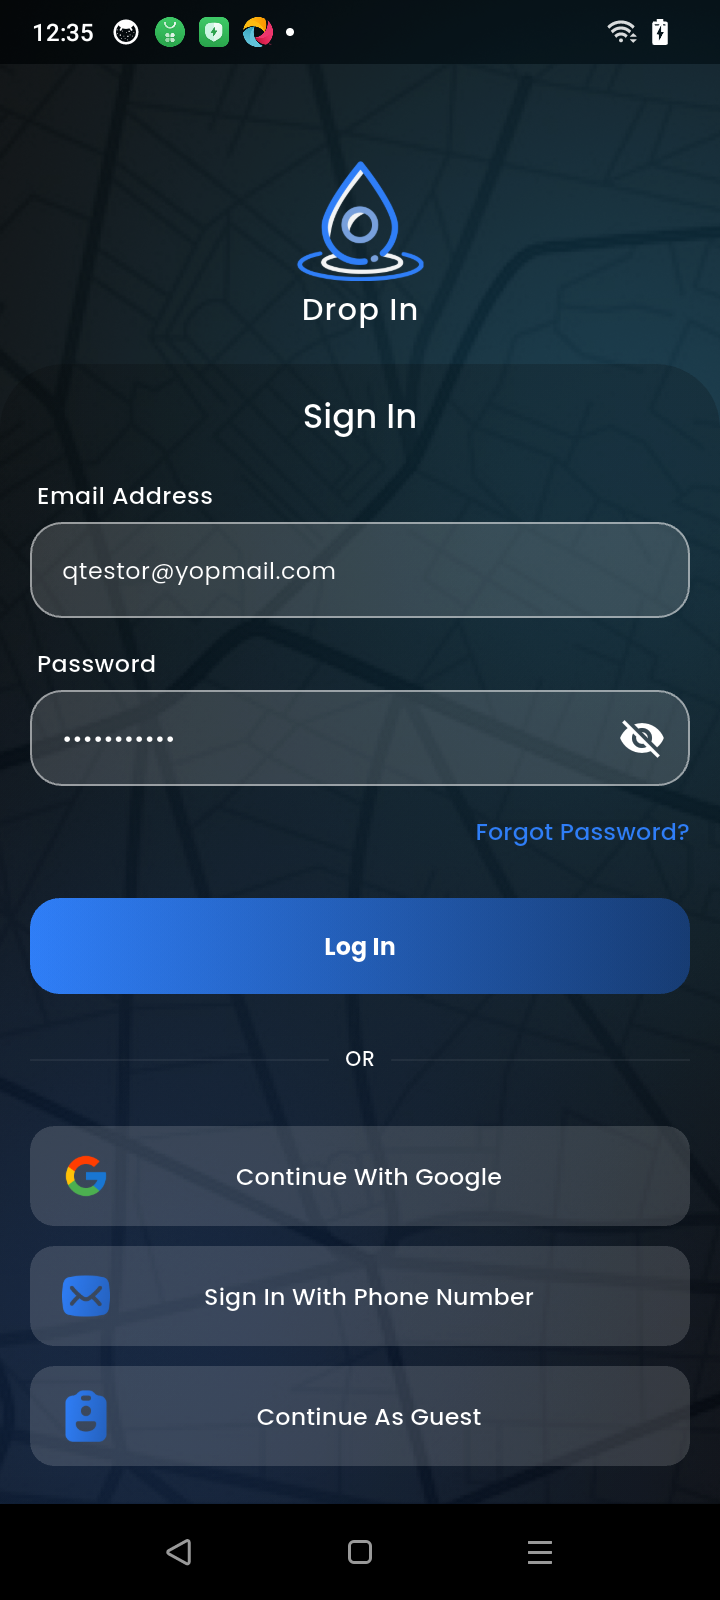 12:35
Drop In
Sign In
Email Address
qtestor@yopmail.com
Password
•••••••••••
Forgot Password?
Log In
OR
Continue With Google
Sign In With Phone Number
Continue As Guest